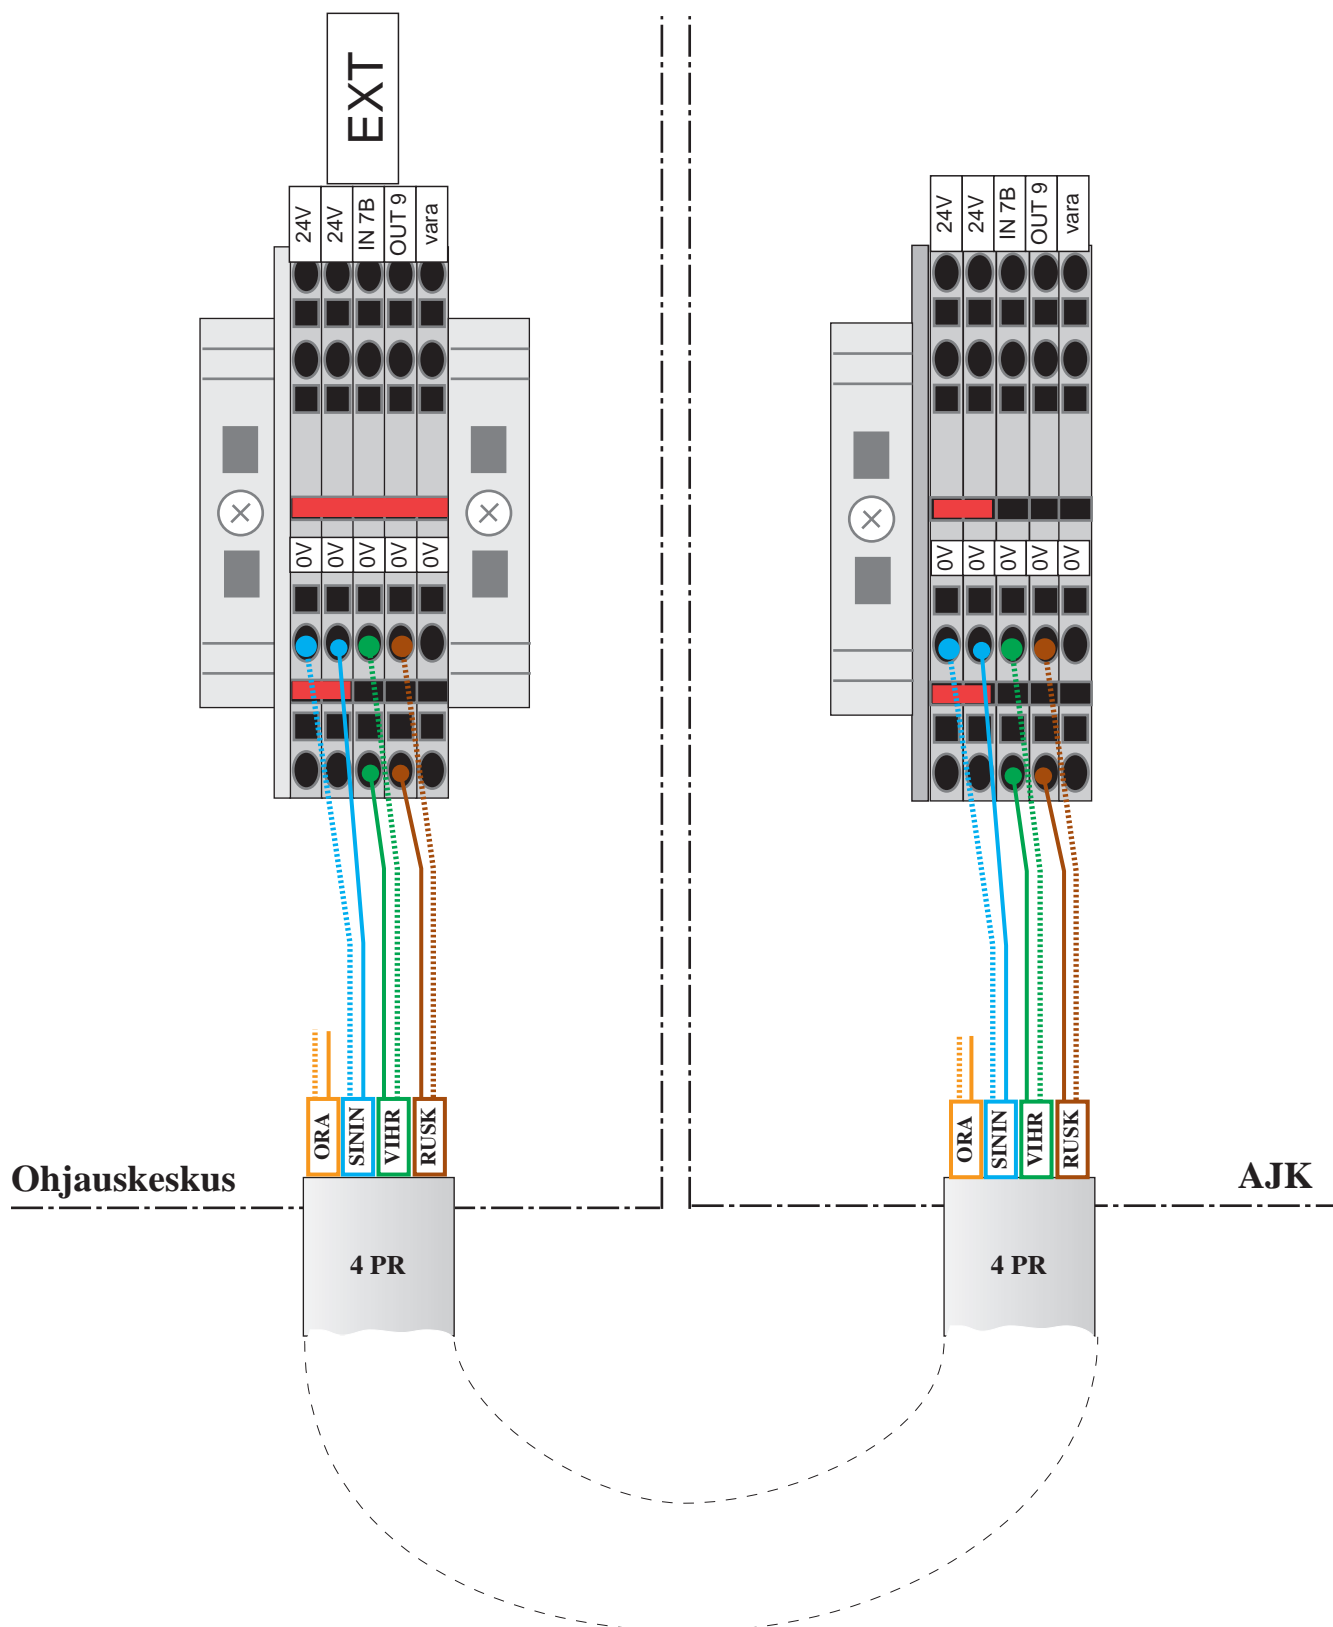 EXT
24V
24V
IN 7B
OUT 9
vara
24V
24V
IN 7B
OUT 9
vara
0V
0V
0V
0V
0V
0V
0V
0V
0V
0V
ORA
SININ
VIHR
RUSK
ORA
SININ
VIHR
RUSK
Ohjauskeskus
AJK
4 PR
4 PR